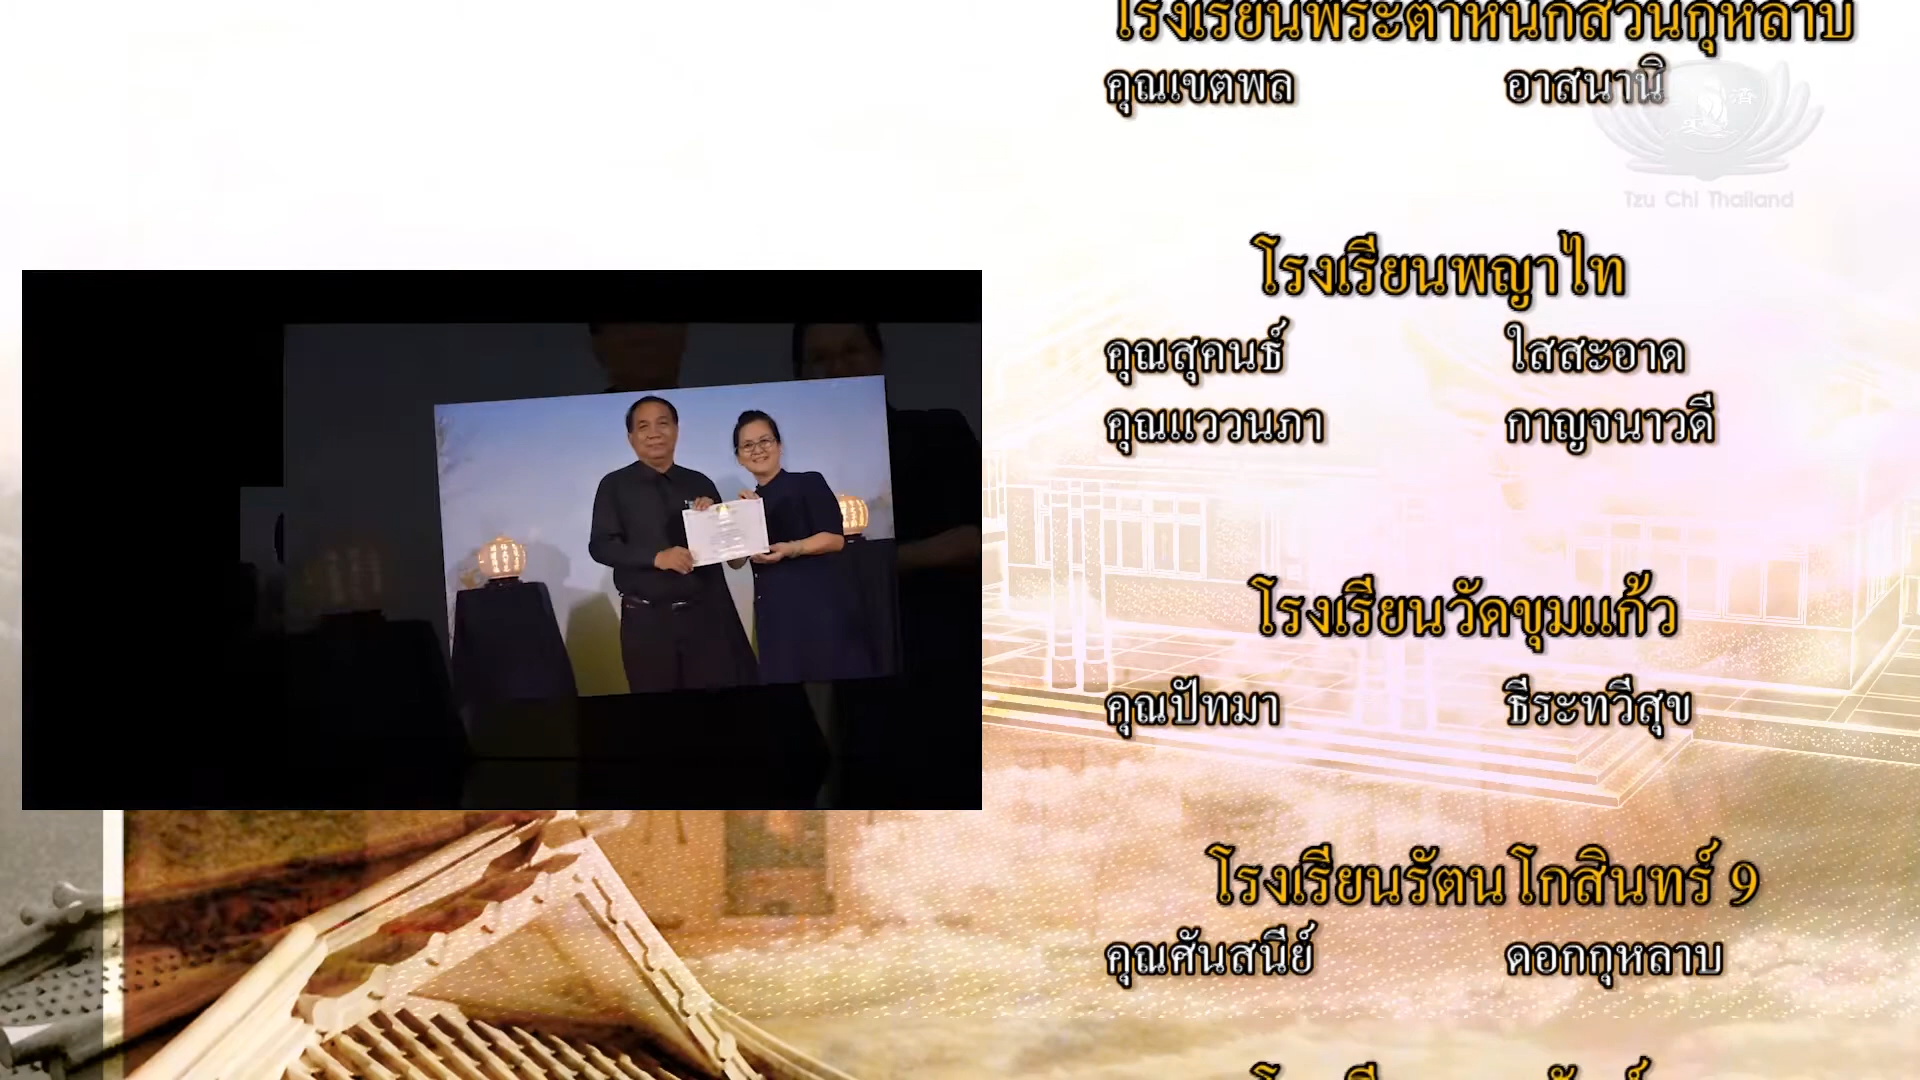 โรงเรียนพระตำหนักสวนกุหลาบ
คุณเขตพล อาสนานิ
济
Tzu Chi Thailand
โรงเรียนพญาไท
คุณสุคนธ์ ใสสะอาด
คุณแววนภา กาญจนาวดี
โรงเรียนวัดขุมแก้ว
คุณปัทมา ธีระทวีสุข
โรงเรียนรัตนโกสินทร์ 9
คุณศันสนีย์ ดอกกุหลาบ